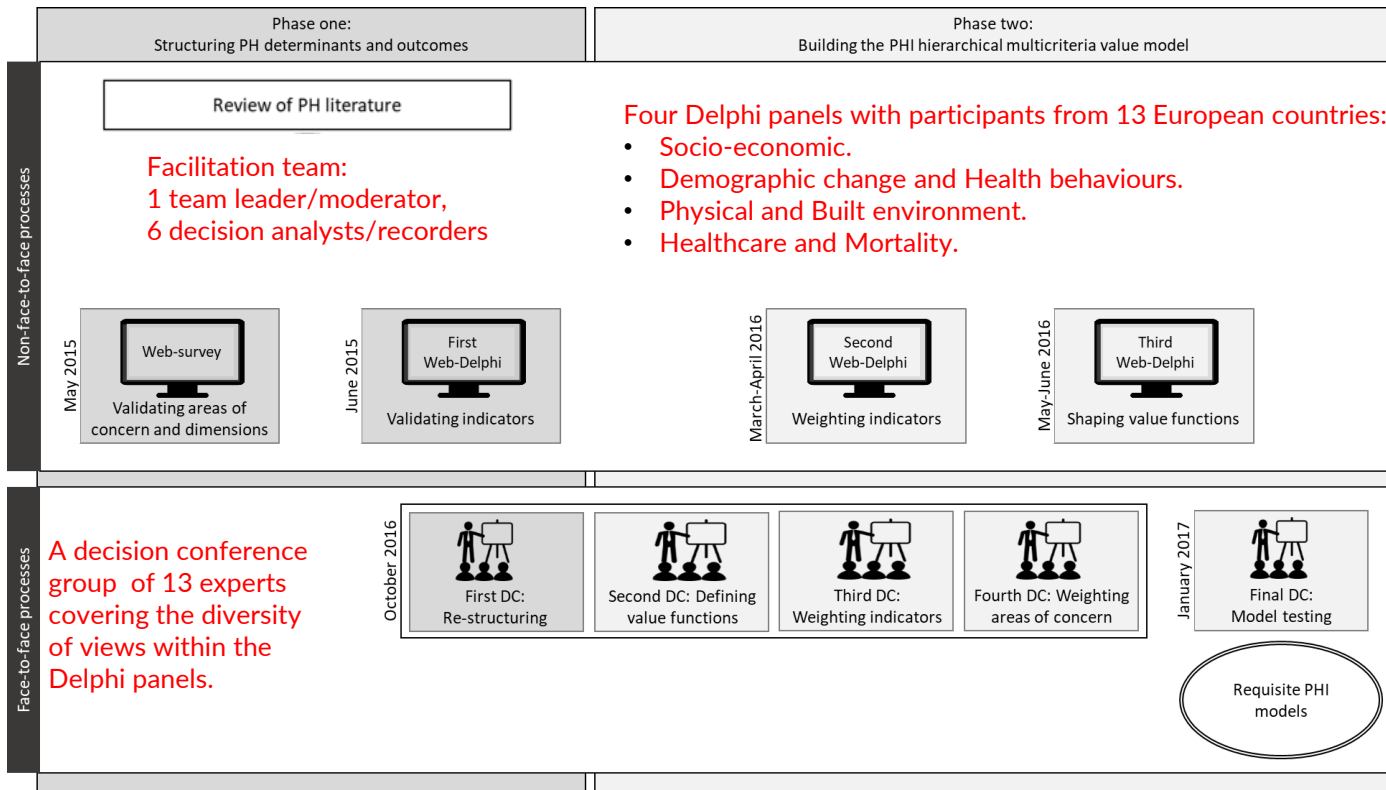 Phase one:
Structuring PH determinants and outcomes
Phase two:
Building the PHI hierarchical multicriteria value model
Non-face-to-face processes
Review of PH literature
Facilitation team:
1 team leader/moderator,
6 decision analysts/recorders
Four Delphi panels with participants from 13 European countries:
• Socio-economic.
• Demographic change and Health behaviours.
• Physical and Built environment.
• Healthcare and Mortality.
May 2015
Web-survey
Validating areas of
concern and dimensions
June 2015
First
Web-Delphi
Validating indicators
March-April 2016
Second
Web-Delphi
Weighting indicators
May-June 2016
Third
Web-Delphi
Shaping value functions
Face-to-face processes
A decision conference
group of 13 experts
covering the diversity
of views within the
Delphi panels.
October 2016
First DC:
Re-structuring
Second DC: Defining
value functions
Third DC:
Weighting indicators
Fourth DC: Weighting
areas of concern
January 2017
Final DC:
Model testing
Requisite PHI
models